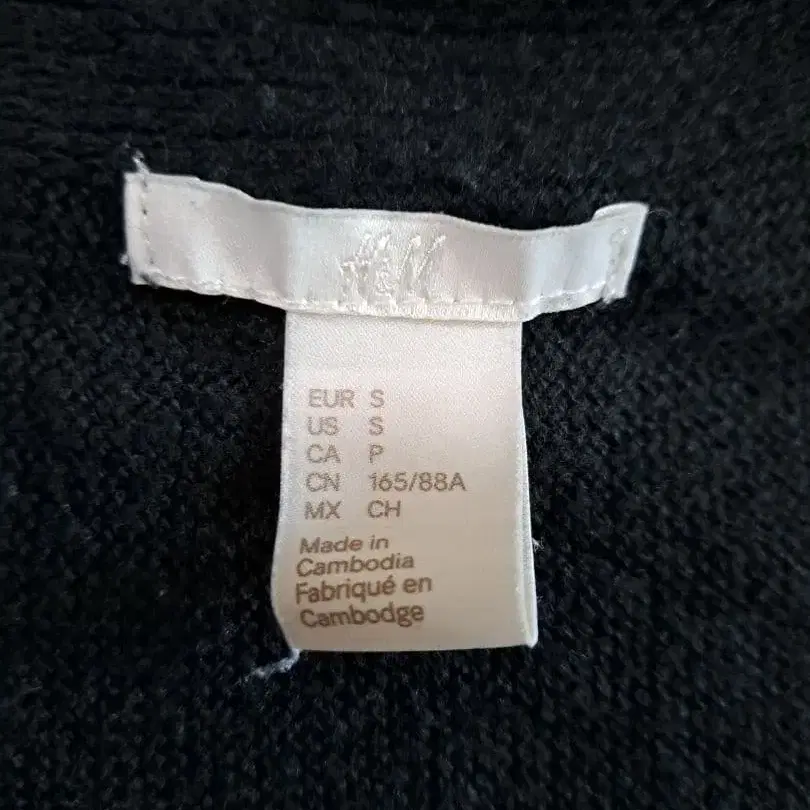 H&M
EUR S
US S
CA P
CN 165/88A
MX CH
Made in
Cambodia
Fabriqué en
Cambodge